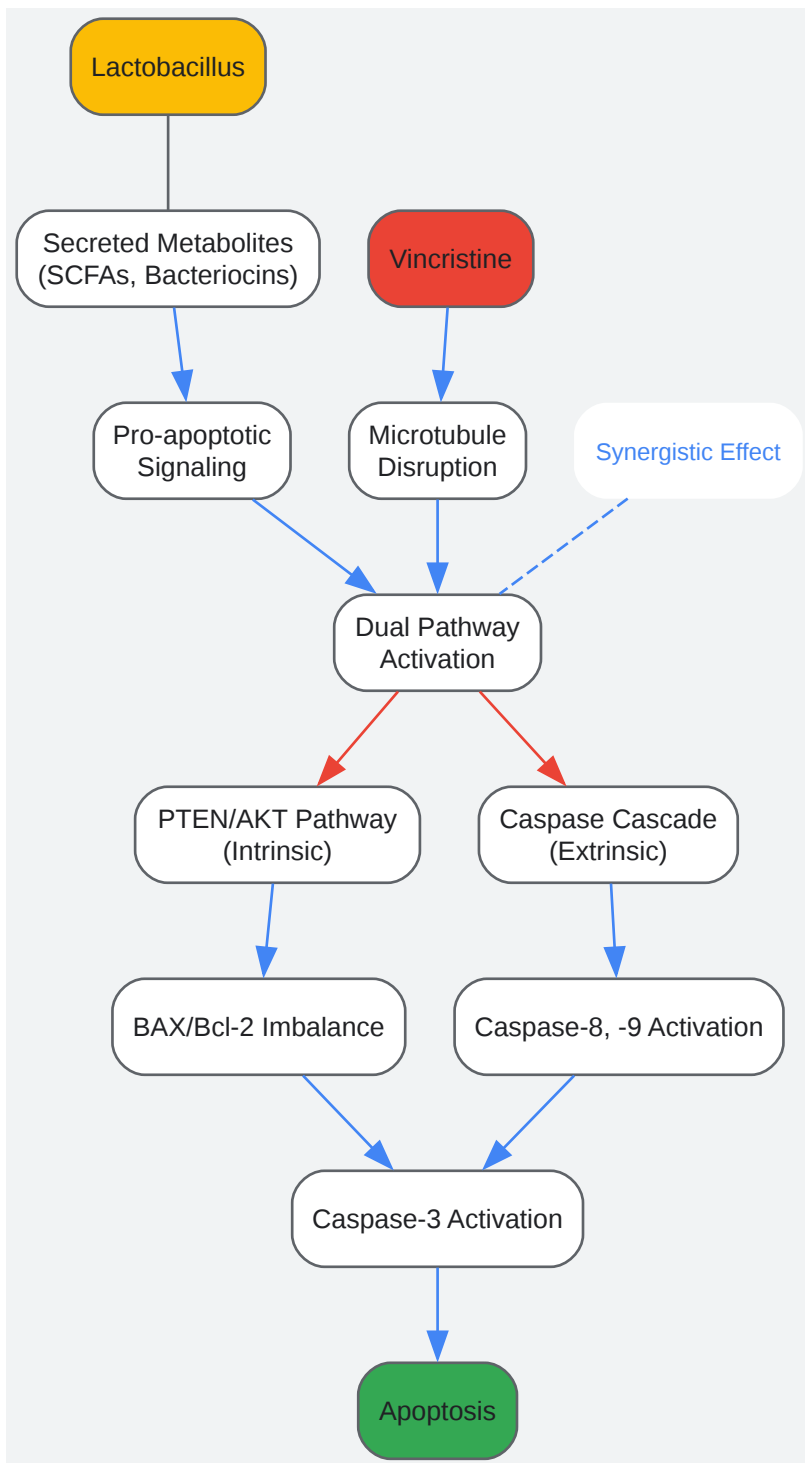 Lactobacillus
Secreted Metabolites
(SCFAs, Bacteriocins)
Vincristine
Pro-apoptotic
Signaling
Microtubule
Disruption
Synergistic Effect
Dual Pathway
Activation
PTEN/AKT Pathway
(Intrinsic)
Caspase Cascade
(Extrinsic)
BAX/Bcl-2 Imbalance
Caspase-8, -9 Activation
Caspase-3 Activation
Apoptosis